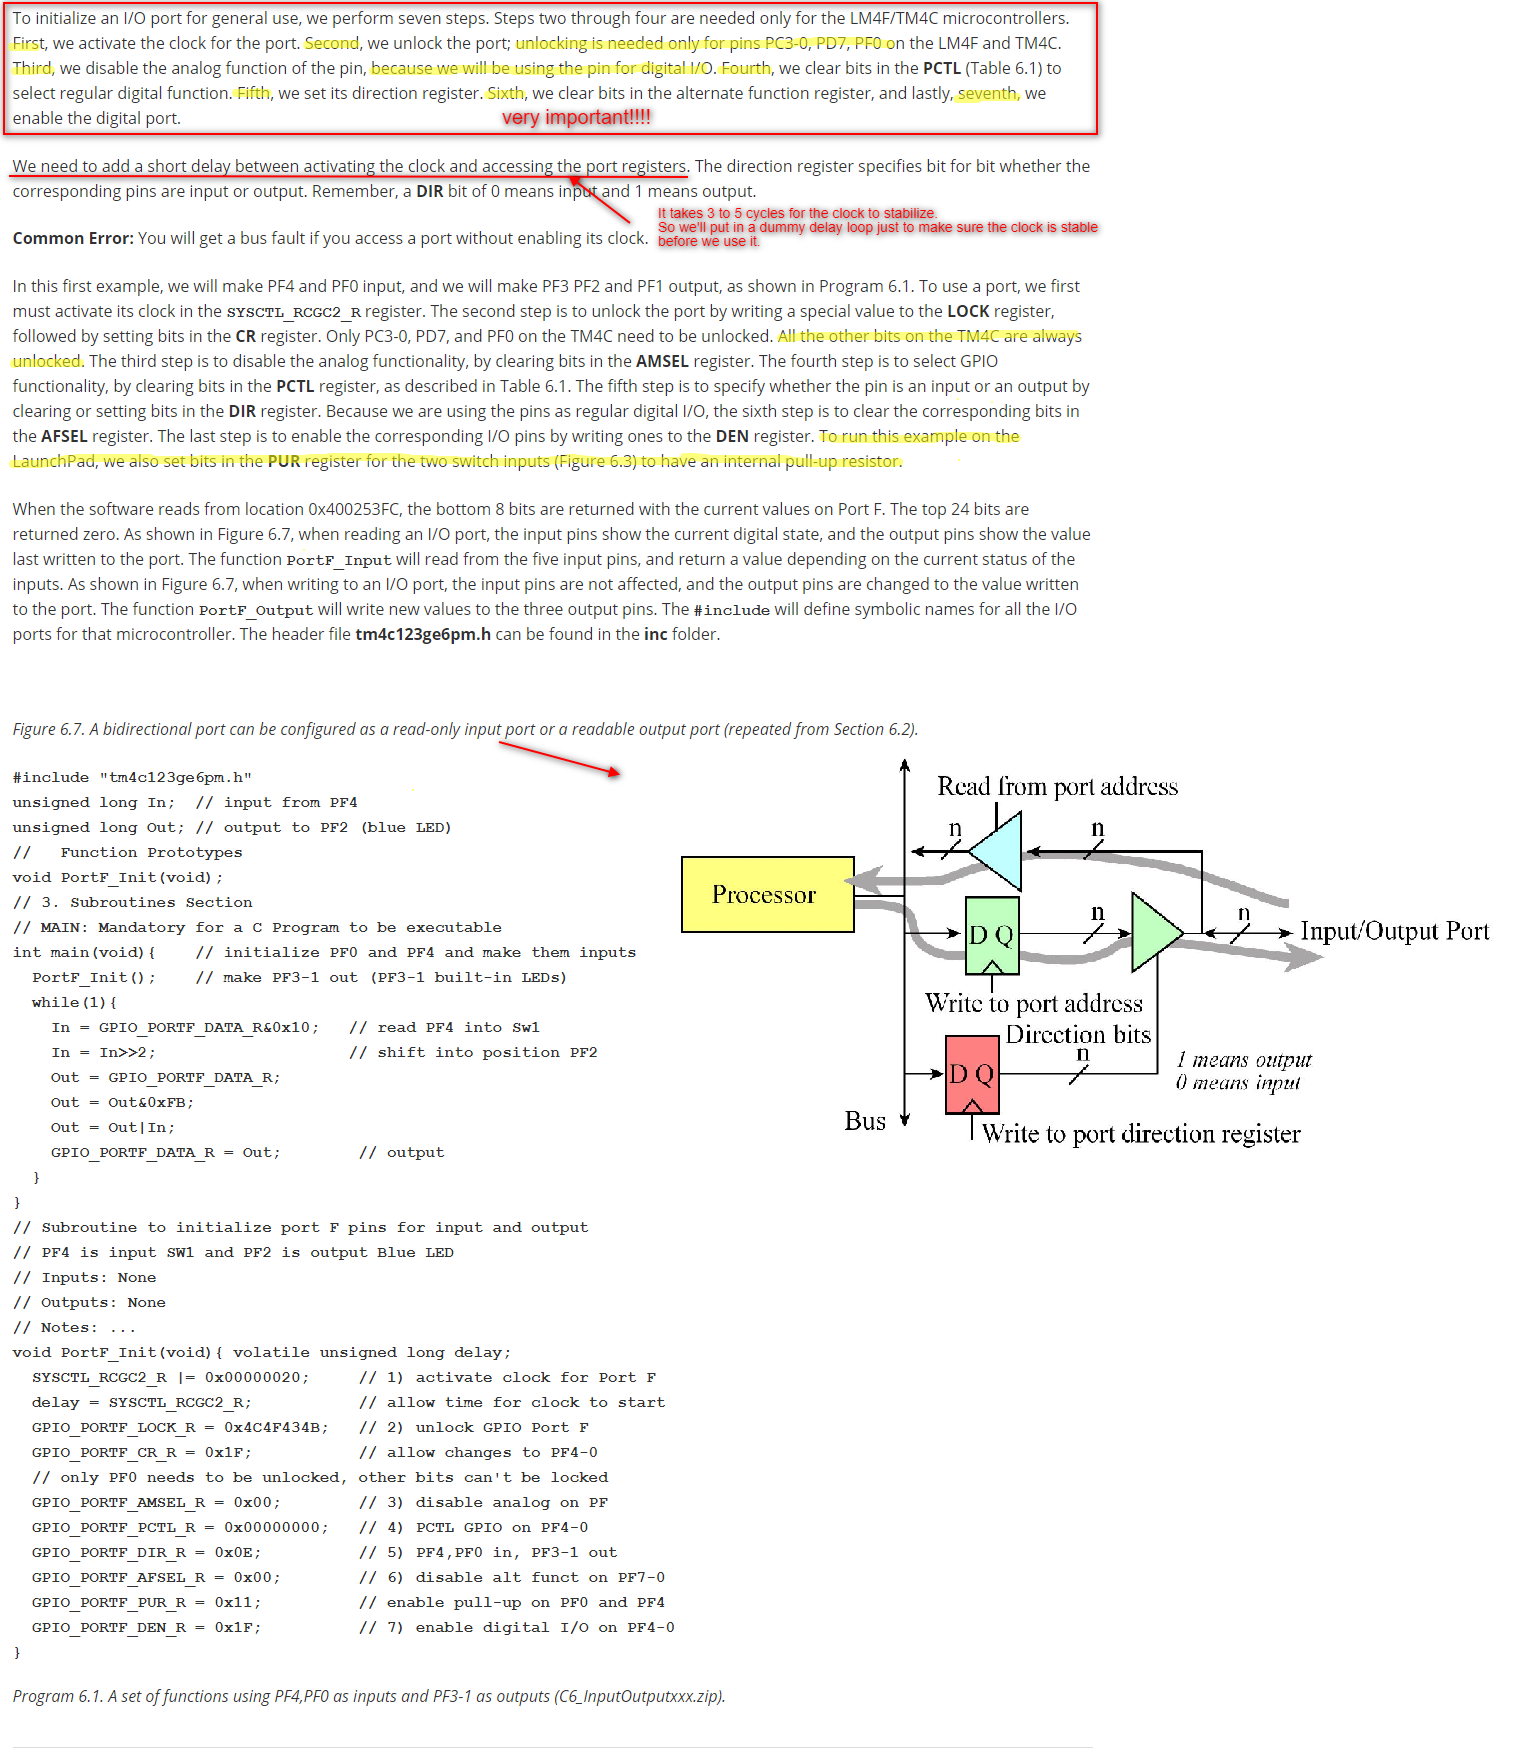 To initialize an I/O port for general use, we perform seven steps. Steps two through four are needed only for the LM4F/TM4C microcontrollers.
First, we activate the clock for the port. Second, we unlock the port; unlocking is needed only for pins PC3-0, PD7, PF0 on the LM4F and TM4C.
Third, we disable the analog function of the pin, because we will be using the pin for digital I/O. Fourth, we clear bits in the PCTL (Table 6.1) to
select regular digital function. Fifth, we set its direction register. Sixth, we clear bits in the alternate function register, and lastly, seventh, we
enable the digital port.
very important!!!!
We need to add a short delay between activating the clock and accessing the port registers. The direction register specifies bit for bit whether the
corresponding pins are input or output. Remember, a DIR bit of 0 means input and 1 means output.
It takes 3 to 5 cycles for the clock to stabilize.
So we'll put in a dummy delay loop just to make sure the clock is stable
before we use it.
Common Error: You will get a bus fault if you access a port without enabling its clock.
In this first example, we will make PF4 and PF0 input, and we will make PF3 PF2 and PF1 output, as shown in Program 6.1. To use a port, we first
must activate its clock in the SYSCTL_RCGC2_R register. The second step is to unlock the port by writing a special value to the LOCK register,
followed by setting bits in the CR register. Only PC3-0, PD7, and PF0 on the TM4C need to be unlocked. All the other bits on the TM4C are always
unlocked. The third step is to disable the analog functionality, by clearing bits in the AMSEL register. The fourth step is to select GPIO
functionality, by clearing bits in the PCTL register, as described in Table 6.1. The fifth step is to specify whether the pin is an input or an output by
clearing or setting bits in the DIR register. Because we are using the pins as regular digital I/O, the sixth step is to clear the corresponding bits in
the AFSEL register. The last step is to enable the corresponding I/O pins by writing ones to the DEN register. To run this example on the
LaunchPad, we also set bits in the PUR register for the two switch inputs (Figure 6.3) to have an internal pull-up resistor.
When the software reads from location 0x400253FC, the bottom 8 bits are returned with the current values on Port F. The top 24 bits are
returned zero. As shown in Figure 6.7, when reading an I/O port, the input pins show the current digital state, and the output pins show the value
last written to the port. The function PortF_Input will read from the five input pins, and return a value depending on the current status of the
inputs. As shown in Figure 6.7, when writing to an I/O port, the input pins are not affected, and the output pins are changed to the value written
to the port. The function PortF_Output will write new values to the three output pins. The #include will define symbolic names for all the I/O
ports for that microcontroller. The header file tm4c123ge6pm.h can be found in the inc folder.
Figure 6.7. A bidirectional port can be configured as a read-only input port or a readable output port (repeated from Section 6.2).
#include "tm4c123ge6pm.h"
unsigned long In;  // input from PF4
unsigned long Out; // output to PF2 (blue LED)
//   Function Prototypes
void PortF_Init(void);
// 3. Subroutines Section
// MAIN: Mandatory for a C Program to be executable
int main(void){    // initialize PF0 and PF4 and make them inputs
  PortF_Init();    // make PF3-1 out (PF3-1 built-in LEDs)
  while(1){
    In = GPIO_PORTF_DATA_R&0x10;   // read PF4 into Sw1
    In = In>>2;                    // shift into position PF2
    Out = GPIO_PORTF_DATA_R;
    Out = Out&0xFB;
    Out = Out|In;
    GPIO_PORTF_DATA_R = Out;        // output
  }
}
// Subroutine to initialize port F pins for input and output
// PF4 is input SW1 and PF2 is output Blue LED
// Inputs: None
// Outputs: None
// Notes: ...
void PortF_Init(void){ volatile unsigned long delay;
  SYSCTL_RCGC2_R |= 0x00000020;     // 1) activate clock for Port F
  delay = SYSCTL_RCGC2_R;           // allow time for clock to start
  GPIO_PORTF_LOCK_R = 0x4C4F434B;   // 2) unlock GPIO Port F
  GPIO_PORTF_CR_R = 0x1F;           // allow changes to PF4-0
  // only PF0 needs to be unlocked, other bits can't be locked
  GPIO_PORTF_AMSEL_R = 0x00;        // 3) disable analog on PF
  GPIO_PORTF_PCTL_R = 0x00000000;   // 4) PCTL GPIO on PF4-0
  GPIO_PORTF_DIR_R = 0x0E;          // 5) PF4,PF0 in, PF3-1 out
  GPIO_PORTF_AFSEL_R = 0x00;        // 6) disable alt funct on PF7-0
  GPIO_PORTF_PUR_R = 0x11;          // enable pull-up on PF0 and PF4
  GPIO_PORTF_DEN_R = 0x1F;          // 7) enable digital I/O on PF4-0
}
Read from port address
n
n
Processor
n
n
D Q
Input/Output Port
Write to port address
Direction bits
n
D Q
1 means output
0 means input
Bus
Write to port direction register
Program 6.1. A set of functions using PF4,PF0 as inputs and PF3-1 as outputs (C6_InputOutputxxx.zip).